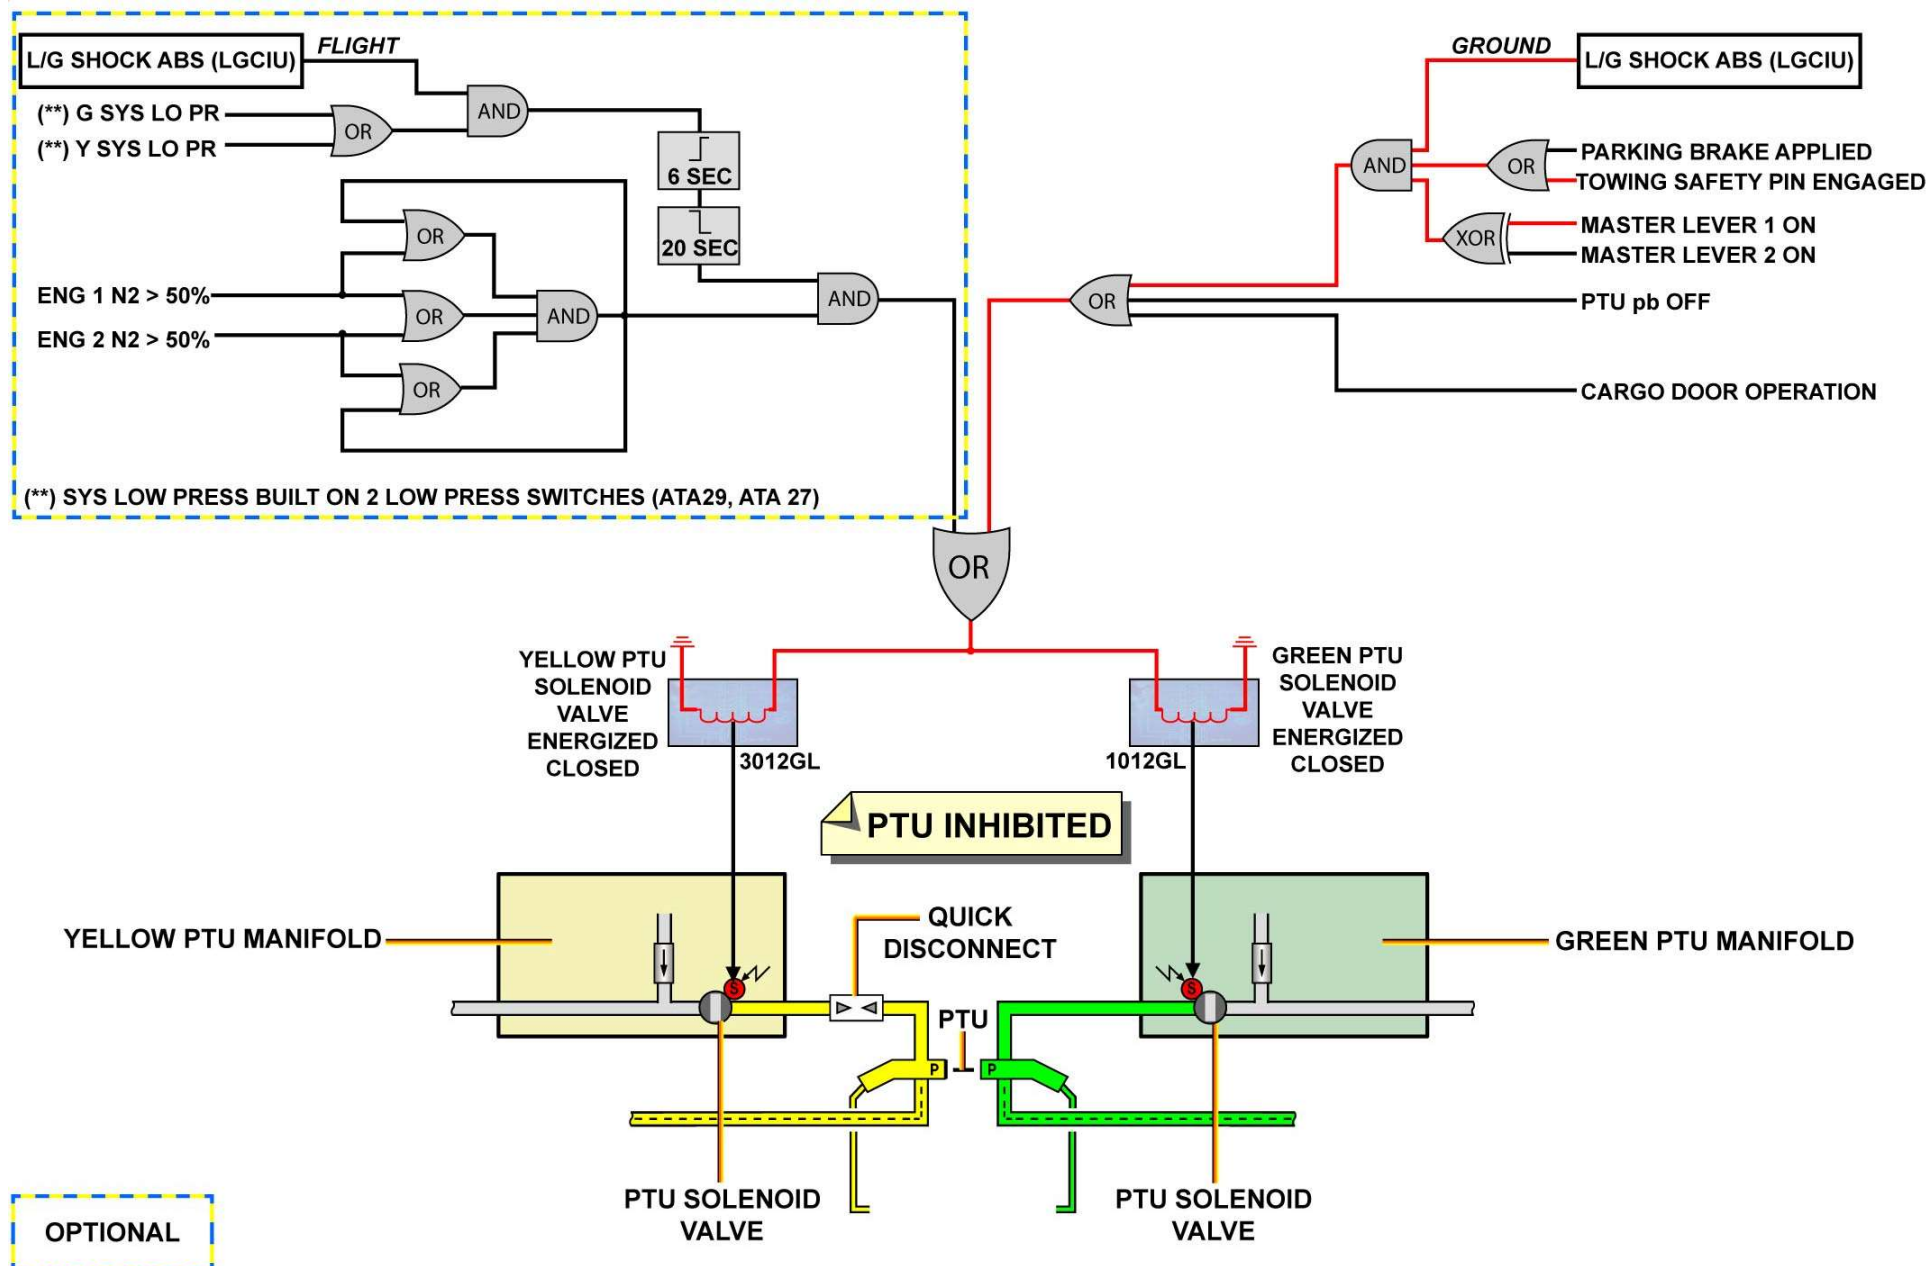 L/G SHOCK ABS (LGCIU)
FLIGHT
(**) G SYS LO PR
(**) Y SYS LO PR
OR
AND
6 SEC
20 SEC
OR
ENG 1 N2 > 50%
OR
AND
AND
ENG 2 N2 > 50%
OR
(**) SYS LOW PRESS BUILT ON 2 LOW PRESS SWITCHES (ATA29, ATA 27)
GROUND
L/G SHOCK ABS (LGCIU)
AND
OR
PARKING BRAKE APPLIED
TOWING SAFETY PIN ENGAGED
XOR
MASTER LEVER 1 ON
MASTER LEVER 2 ON
OR
PTU pb OFF
CARGO DOOR OPERATION
OR
YELLOW PTU
SOLENOID
VALVE
ENERGIZED
CLOSED
3012GL
GREEN PTU
SOLENOID
VALVE
ENERGIZED
CLOSED
1012GL
PTU INHIBITED
YELLOW PTU MANIFOLD
QUICK
DISCONNECT
GREEN PTU MANIFOLD
S
S
PTU
P
P
PTU SOLENOID
VALVE
PTU SOLENOID
VALVE
OPTIONAL